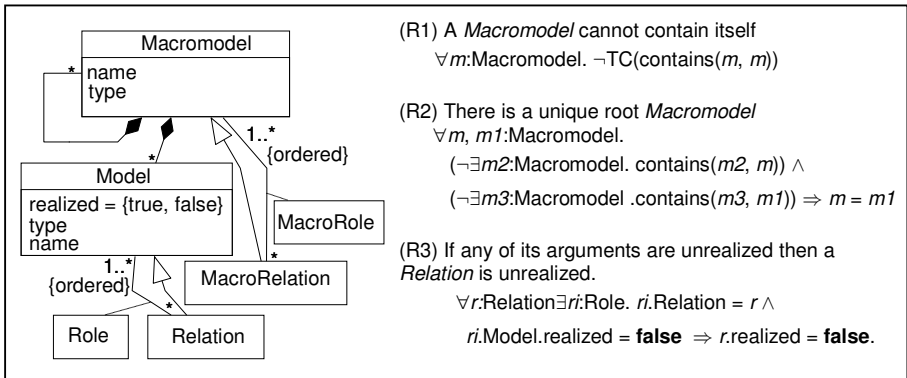 Macromodel
*
name
type
1..*
{ordered}
*
Model
realized = {true, false}
type
name
MacroRole
1..*
{ordered}
MacroRelation
*
*
Role
Relation
(R1) A Macromodel cannot contain itself
∀m:Macromodel. ¬TC(contains(m, m))
(R2) There is a unique root Macromodel
∀m, m1:Macromodel.
(¬∃m2:Macromodel. contains(m2, m)) ∧
(¬∃m3:Macromodel .contains(m3, m1)) ⇒ m = m1
(R3) If any of its arguments are unrealized then a
Relation is unrealized.
∀r:Relation∃ri:Role. ri.Relation = r ∧
ri.Model.realized = false ⇒ r.realized = false.